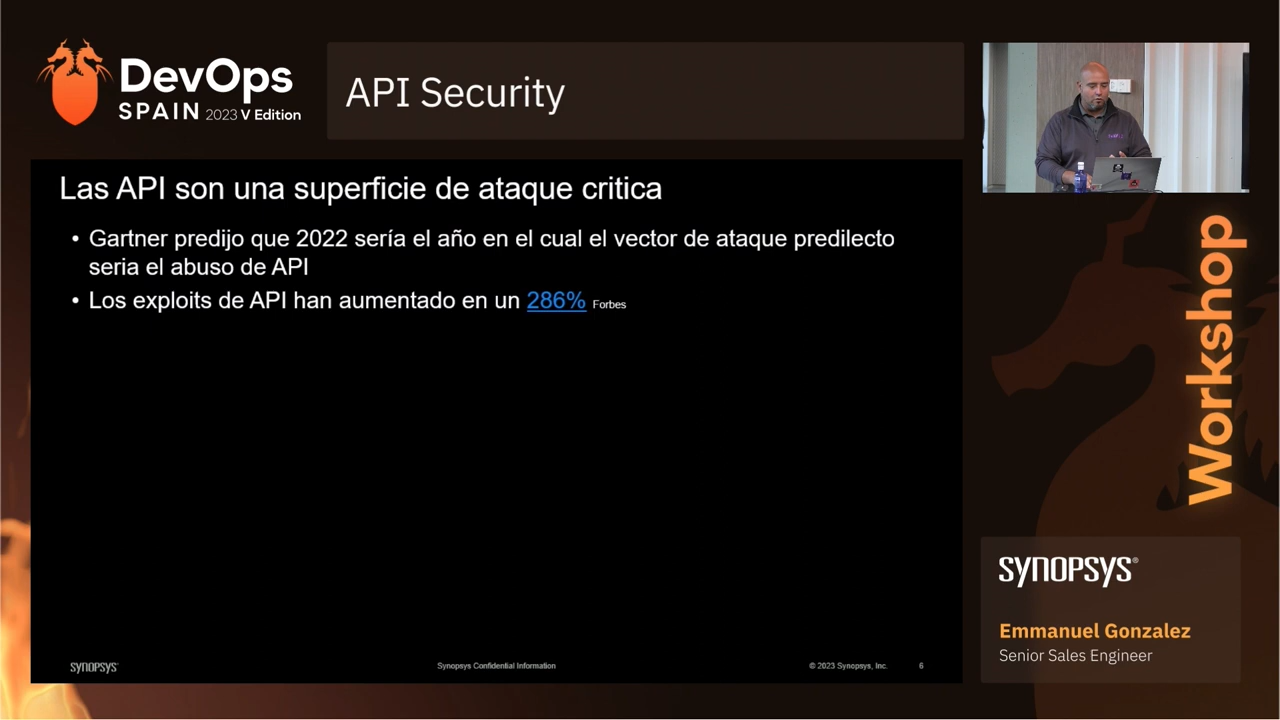 DevOps
SPAIN 2023 V Edition
API Security
Las API son una superficie de ataque critica
• Gartner predijo que 2022 sería el año en el cual el vector de ataque predilecto
seria el abuso de API
• Los exploits de API han aumentado en un 286% Forbes
SYNOPSYS
Synopsys Confidential Information
© 2023 Synopsys, Inc.
6
Workshop
SYNOPSYS®
Emmanuel Gonzalez
Senior Sales Engineer